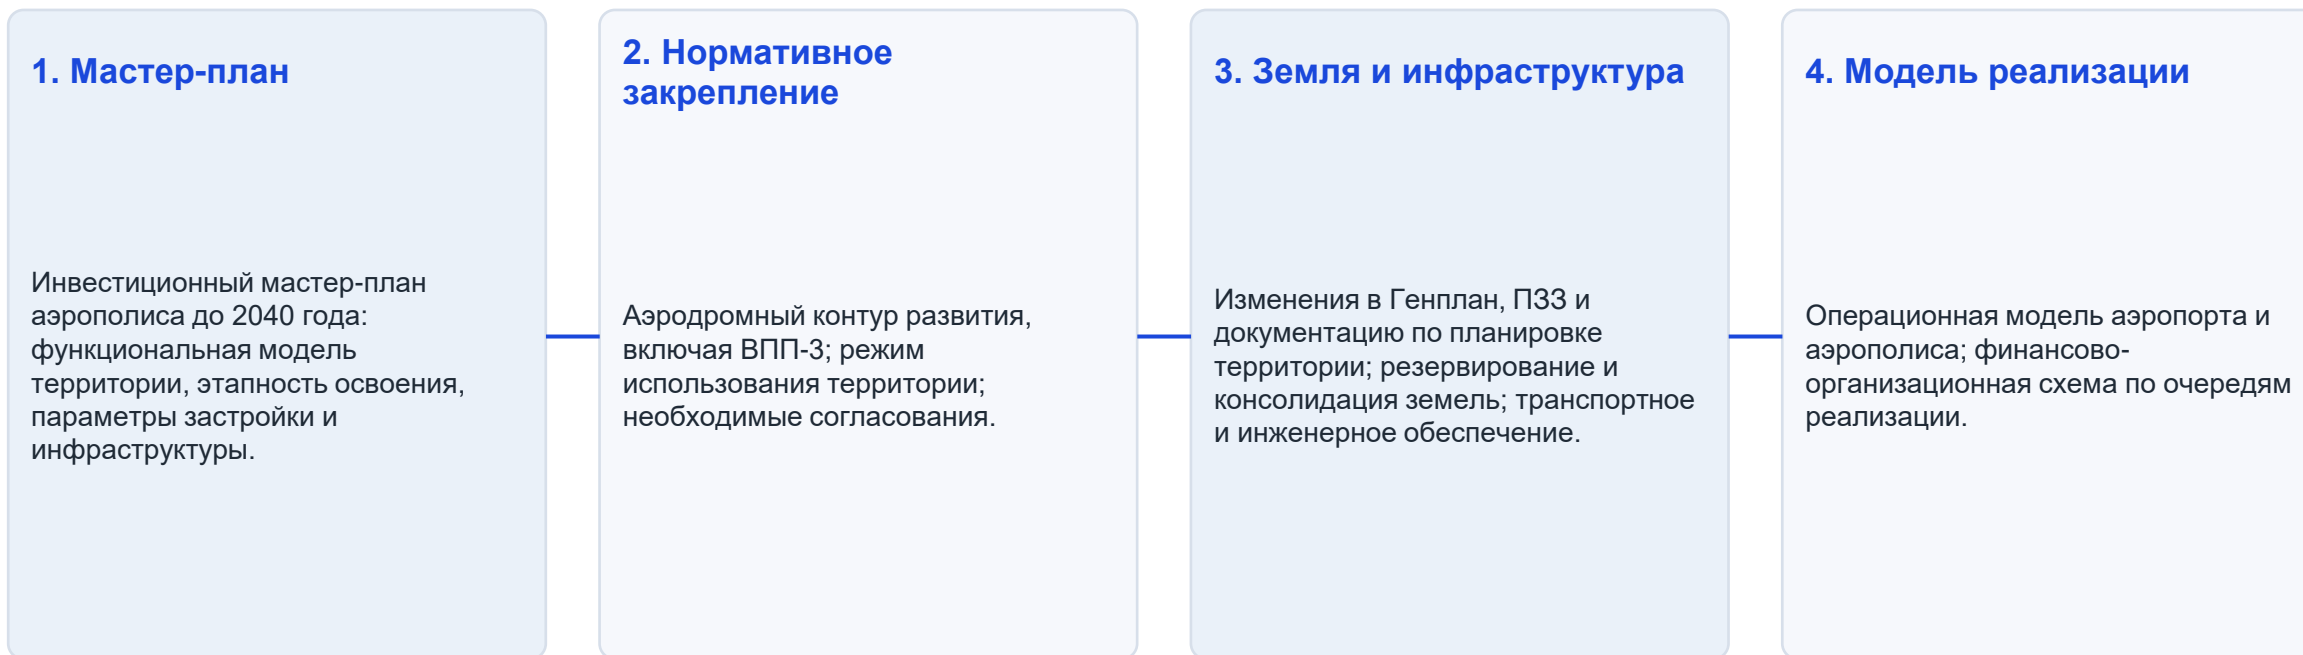 1. Мастер-план
Инвестиционный мастер-план
аэрополиса до 2040 года:
функциональная модель
территории, этапность освоения,
параметры застройки и
инфраструктуры.
2. Нормативное
закрепление
Аэродромный контур развития,
включая ВПП-3; режим
использования территории;
необходимые согласования.
3. Земля и инфраструктура
Изменения в Генплан, ПЗЗ и
документацию по планировке
территории; резервирование и
консолидация земель; транспортное
и инженерное обеспечение.
4. Модель реализации
Операционная модель аэропорта и
аэрополиса; финансово-
организационная схема по очередям
реализации.